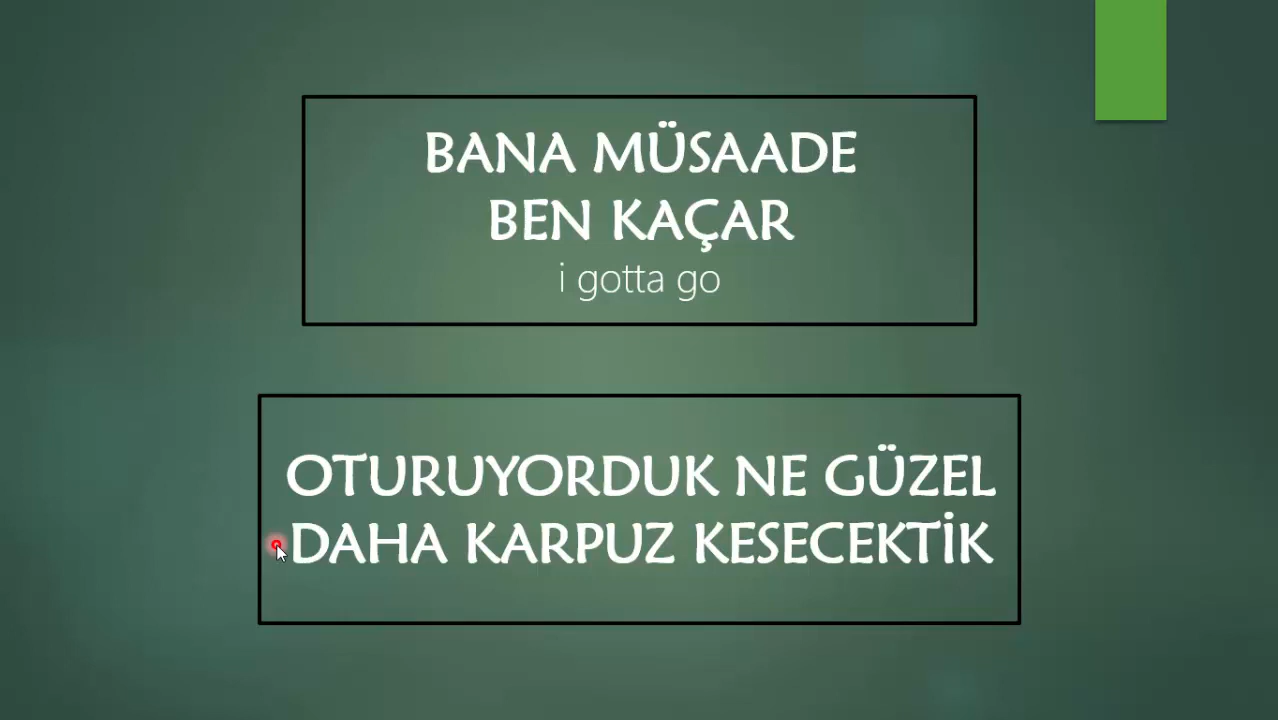 BANA MÜSAADE
BEN KAÇAR
i gotta go
OTURUYORDUK NE GÜZEL
DAHA KARPUZ KESECEKTİK